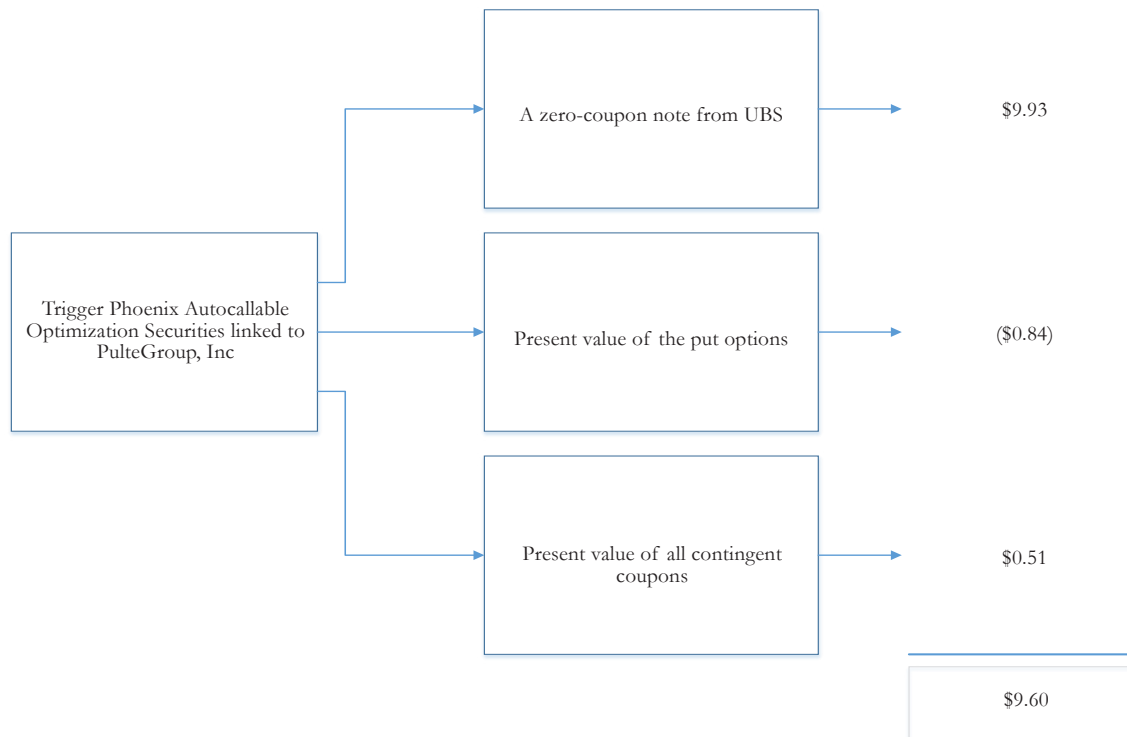 A zero-coupon note from UBS
$9.93
Trigger Phoenix Autocallable
Optimization Securities linked to
PulteGroup, Inc
Present value of the put options
($0.84)
Present value of all contingent
coupons
$0.51
$9.60